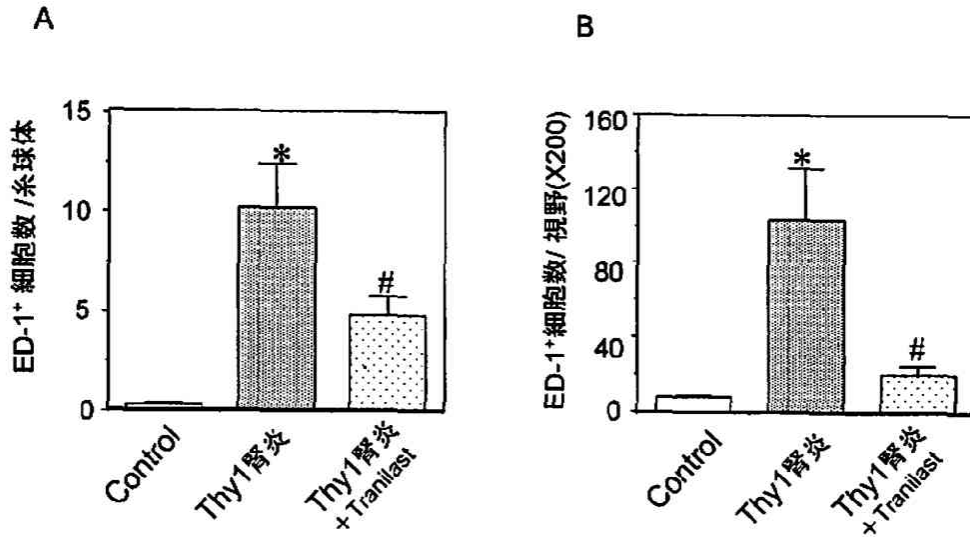 A
ED-1⁺ 細胞数 /糸球体
15
10
5
0
*
#
Control
Thy1腎炎
Thy1腎炎
+ Tranilast
B
ED-1⁺細胞数/ 視野(X200)
160
120
80
40
0
*
#
Control
Thy1腎炎
Thy1腎炎
+ Tranilast